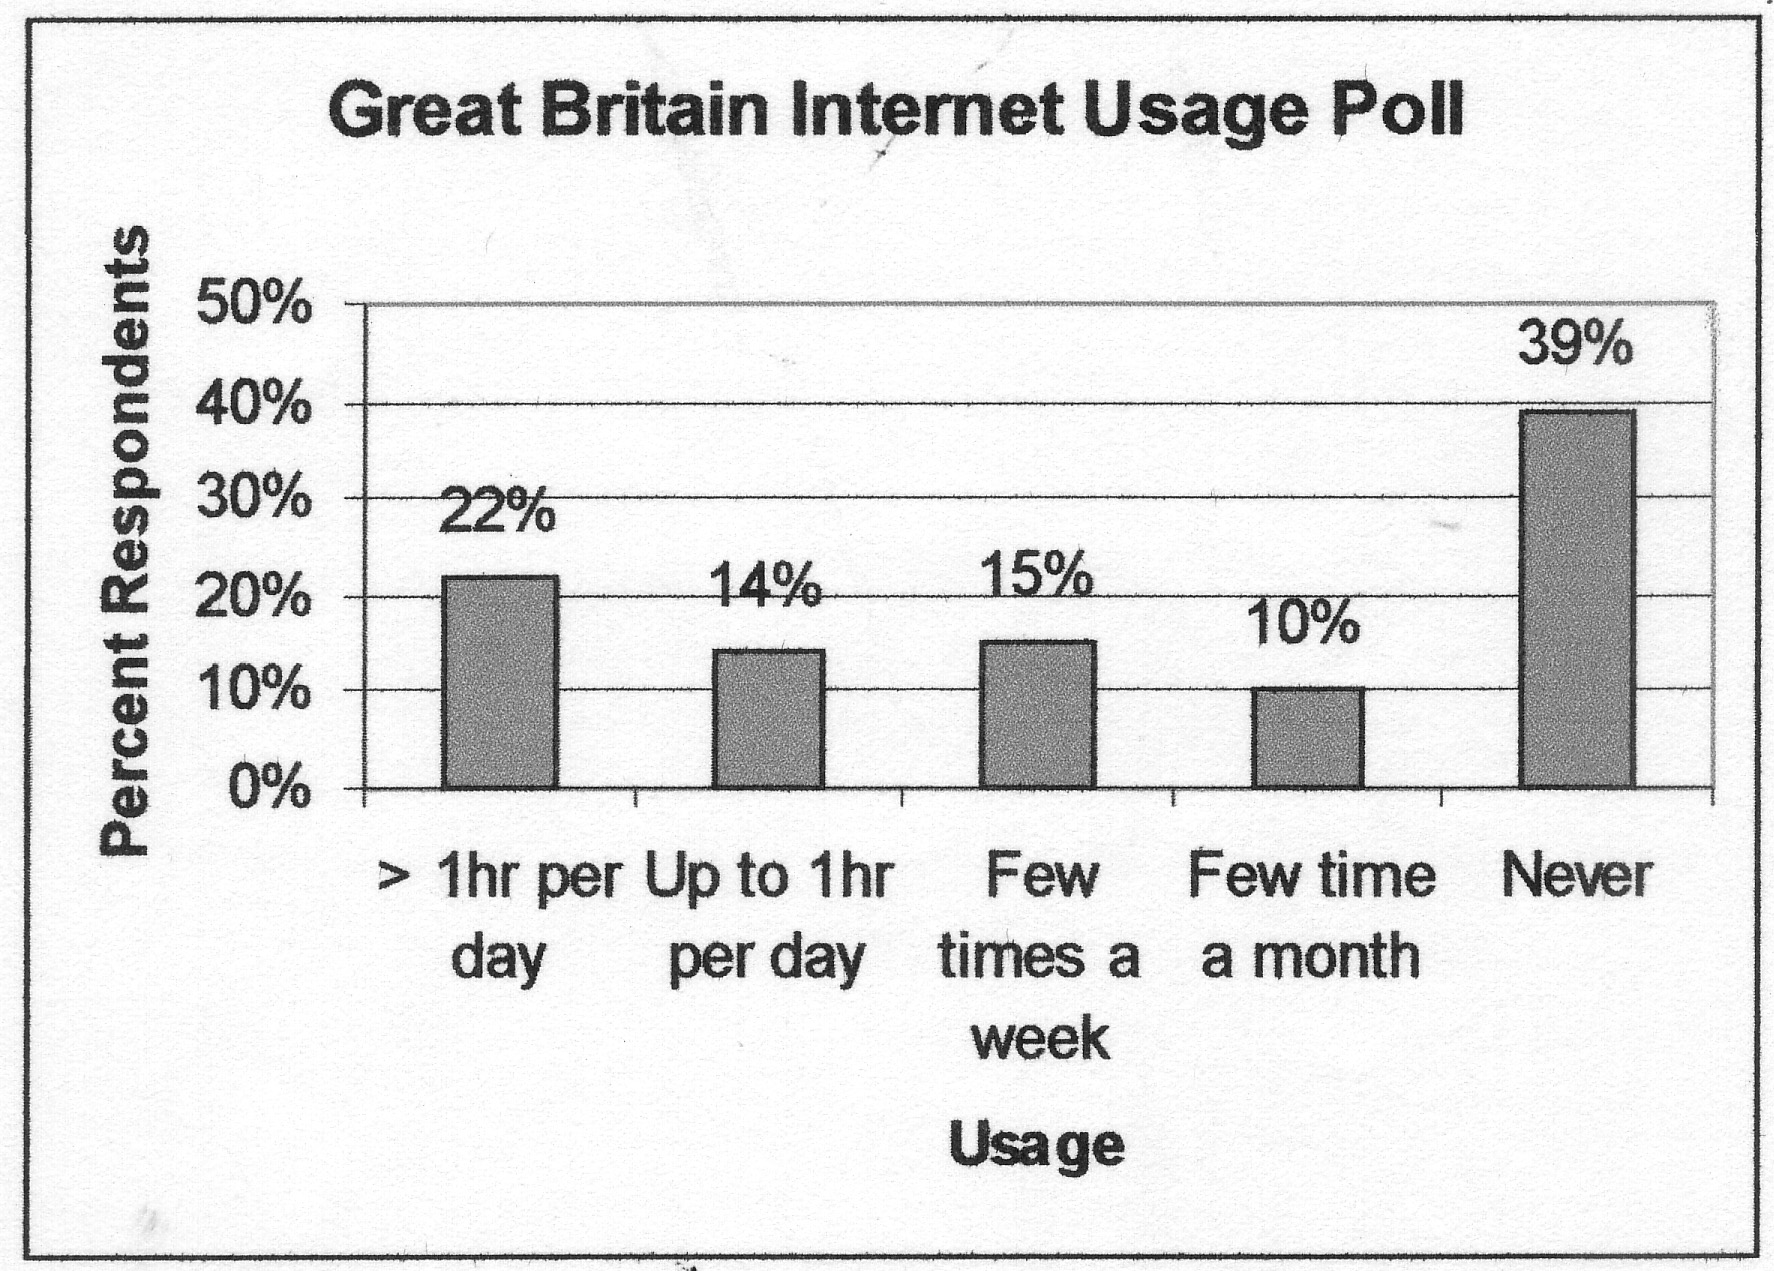 Great Britain Internet Usage Poll
Percent Respondents
50%
40%
30%
20%
10%
0%
22%
14%
15%
10%
39%
> 1hr per
day
Up to 1hr
per day
Few
times a
week
Few time
a month
Never
Usage